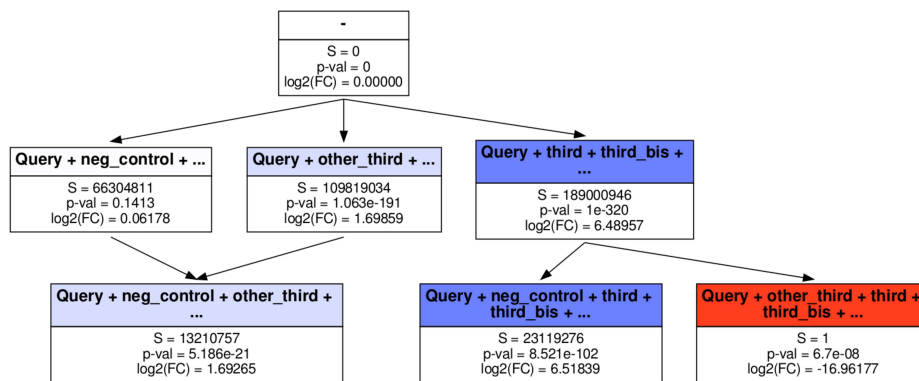 -
S = 0
p-val = 0
log2(FC) = 0.00000
Query + neg_control + ...
S = 66304811
p-val = 0.1413
log2(FC) = 0.06178
Query + other_third + ...
S = 109819034
p-val = 1.063e-191
log2(FC) = 1.69859
Query + third + third_bis +
...
S = 189000946
p-val = 1e-320
log2(FC) = 6.48957
Query + neg_control + other_third +
...
S = 13210757
p-val = 5.186e-21
log2(FC) = 1.69265
Query + neg_control + third +
third_bis + ...
S = 23119276
p-val = 8.521e-102
log2(FC) = 6.51839
Query + other_third + third +
third_bis + ...
S = 1
p-val = 6.7e-08
log2(FC) = -16.96177